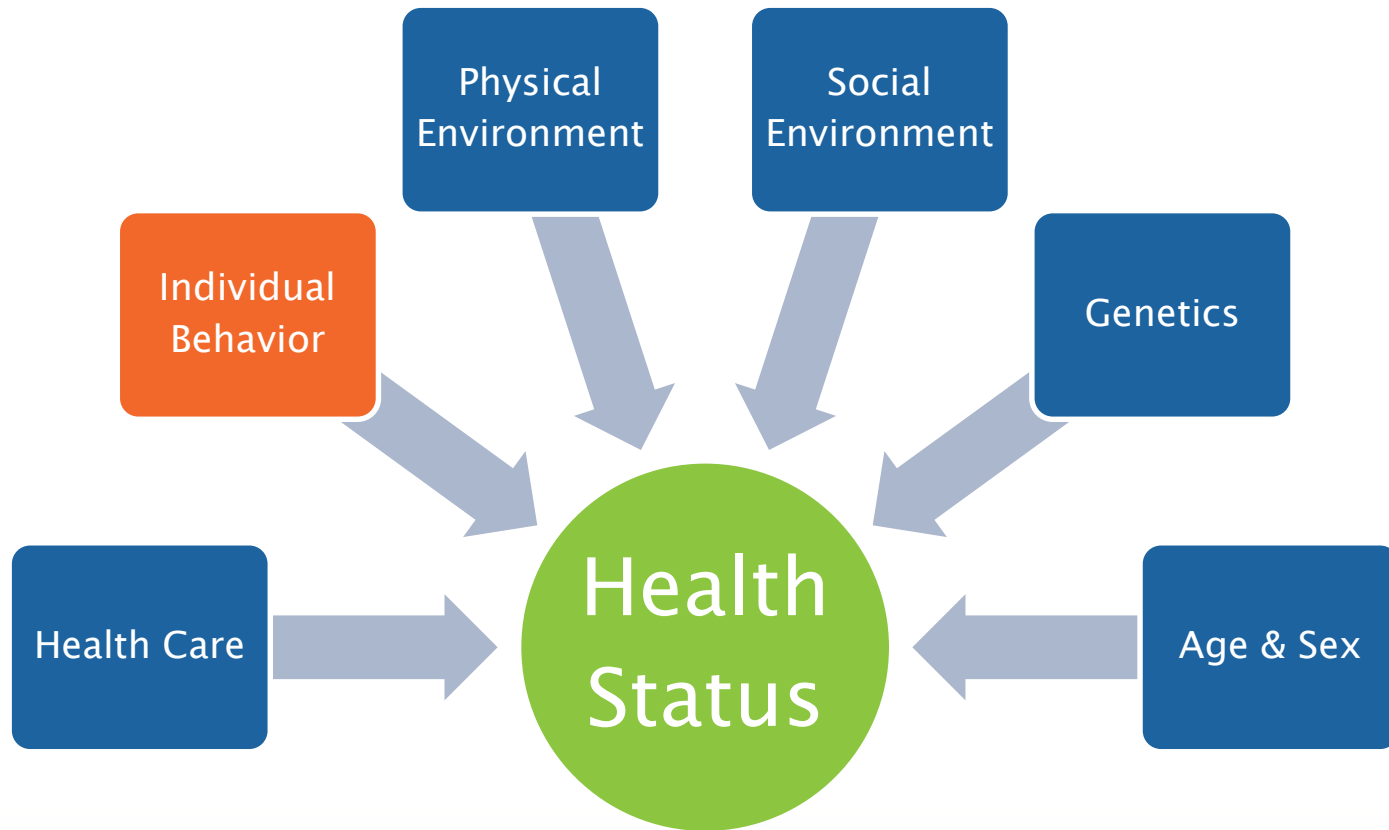 Physical
Environment
Social
Environment
Individual
Behavior
Genetics
Health Care
Health
Status
Age & Sex